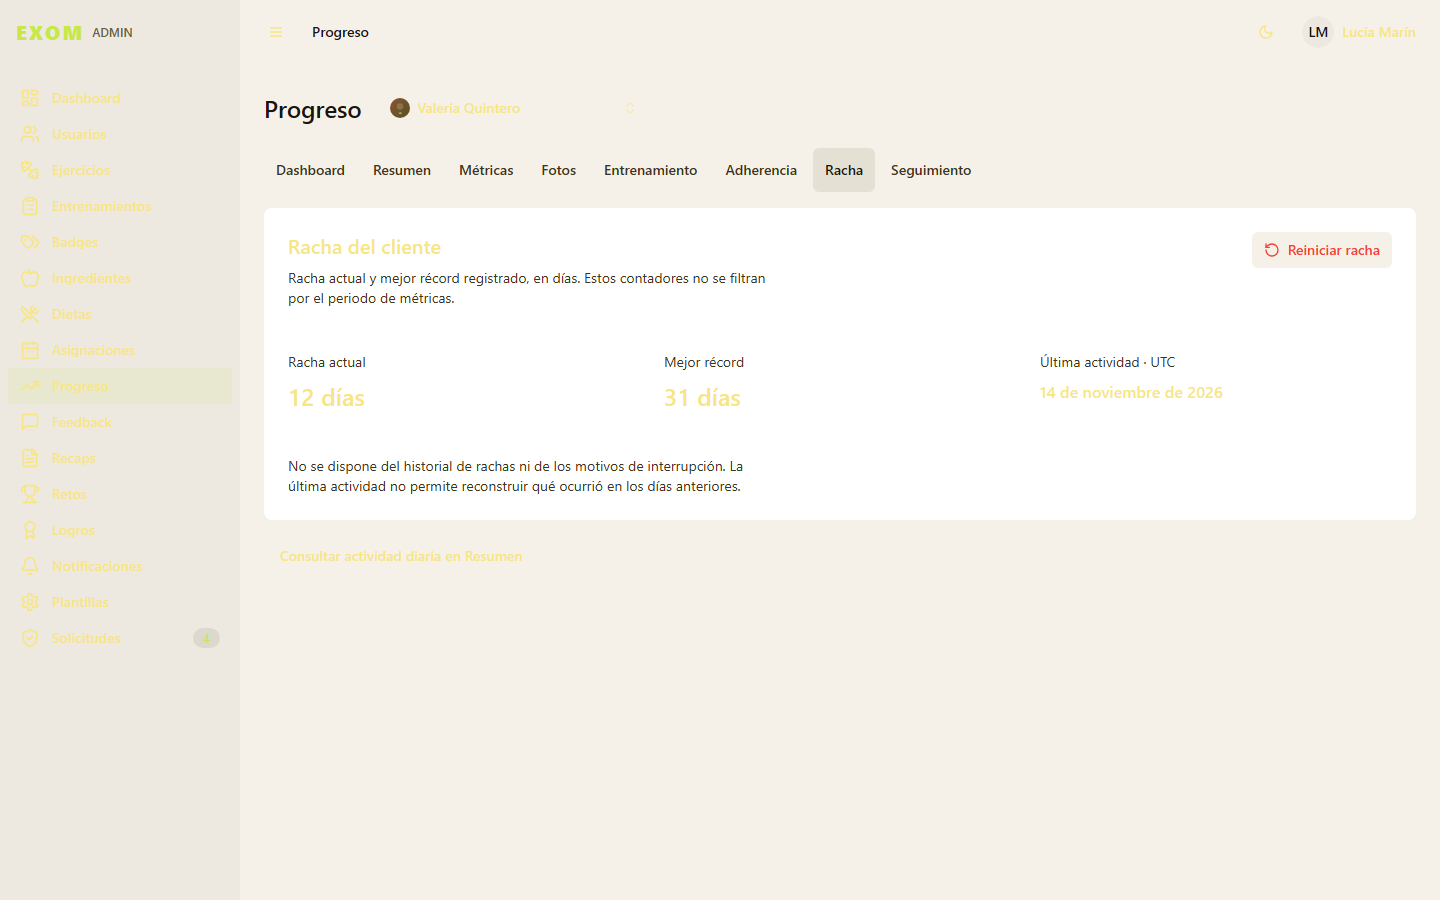 EXOM ADMIN
Progreso
LM Lucía Marín
Dashboard
Usuarios
Ejercicios
Entrenamientos
Badges
Ingredientes
Dietas
Asignaciones
Progreso
Feedback
Recaps
Retos
Logros
Notificaciones
Plantillas
Solicitudes 4
Progreso Valeria Quintero
Dashboard Resumen Métricas Fotos Entrenamiento Adherencia Racha Seguimiento
Racha del cliente
Reiniciar racha
Racha actual y mejor récord registrado, en días. Estos contadores no se filtran
por el periodo de métricas.
Racha actual Mejor récord Última actividad · UTC
12 días 31 días 14 de noviembre de 2026
No se dispone del historial de rachas ni de los motivos de interrupción. La
última actividad no permite reconstruir qué ocurrió en los días anteriores.
Consultar actividad diaria en Resumen